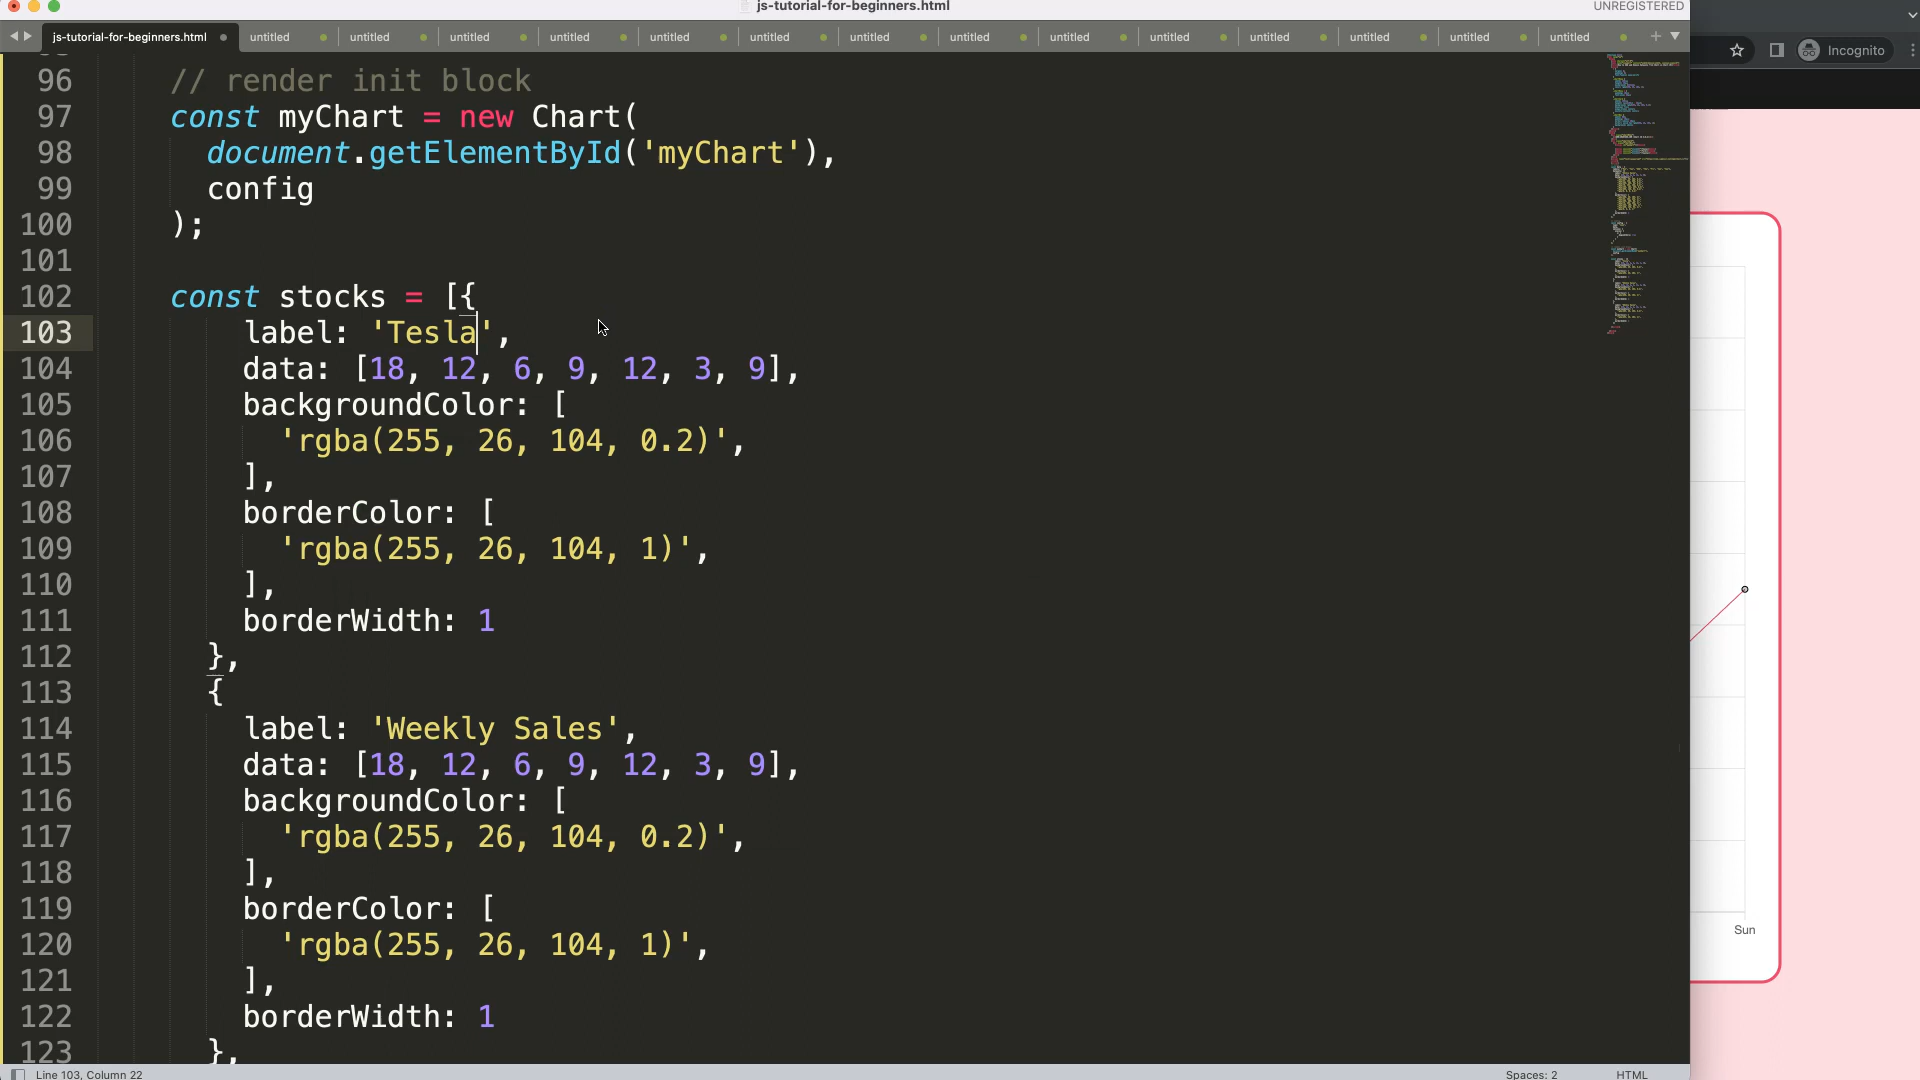 js-tutorial-for-beginners.html
UNREGISTERED
js-tutorial-for-beginners.html untitled untitled untitled untitled untitled untitled untitled untitled untitled untitled untitled untitled untitled untitled
Incognito
96 // render init block
97 const myChart = new Chart(
98 document.getElementById('myChart'),
99 config
100 );
101
102 const stocks = [{
103 label: 'Tesla',
104 data: [18, 12, 6, 9, 12, 3, 9],
105 backgroundColor: [
106 'rgba(255, 26, 104, 0.2)',
107 ],
108 borderColor: [
109 'rgba(255, 26, 104, 1)',
110 ],
111 borderWidth: 1
112 },
113 {
114 label: 'Weekly Sales',
115 data: [18, 12, 6, 9, 12, 3, 9],
116 backgroundColor: [
117 'rgba(255, 26, 104, 0.2)',
118 ],
119 borderColor: [
120 'rgba(255, 26, 104, 1)',
121 ],
122 borderWidth: 1
123 },
Sun
Line 103, Column 22
Spaces: 2
HTML